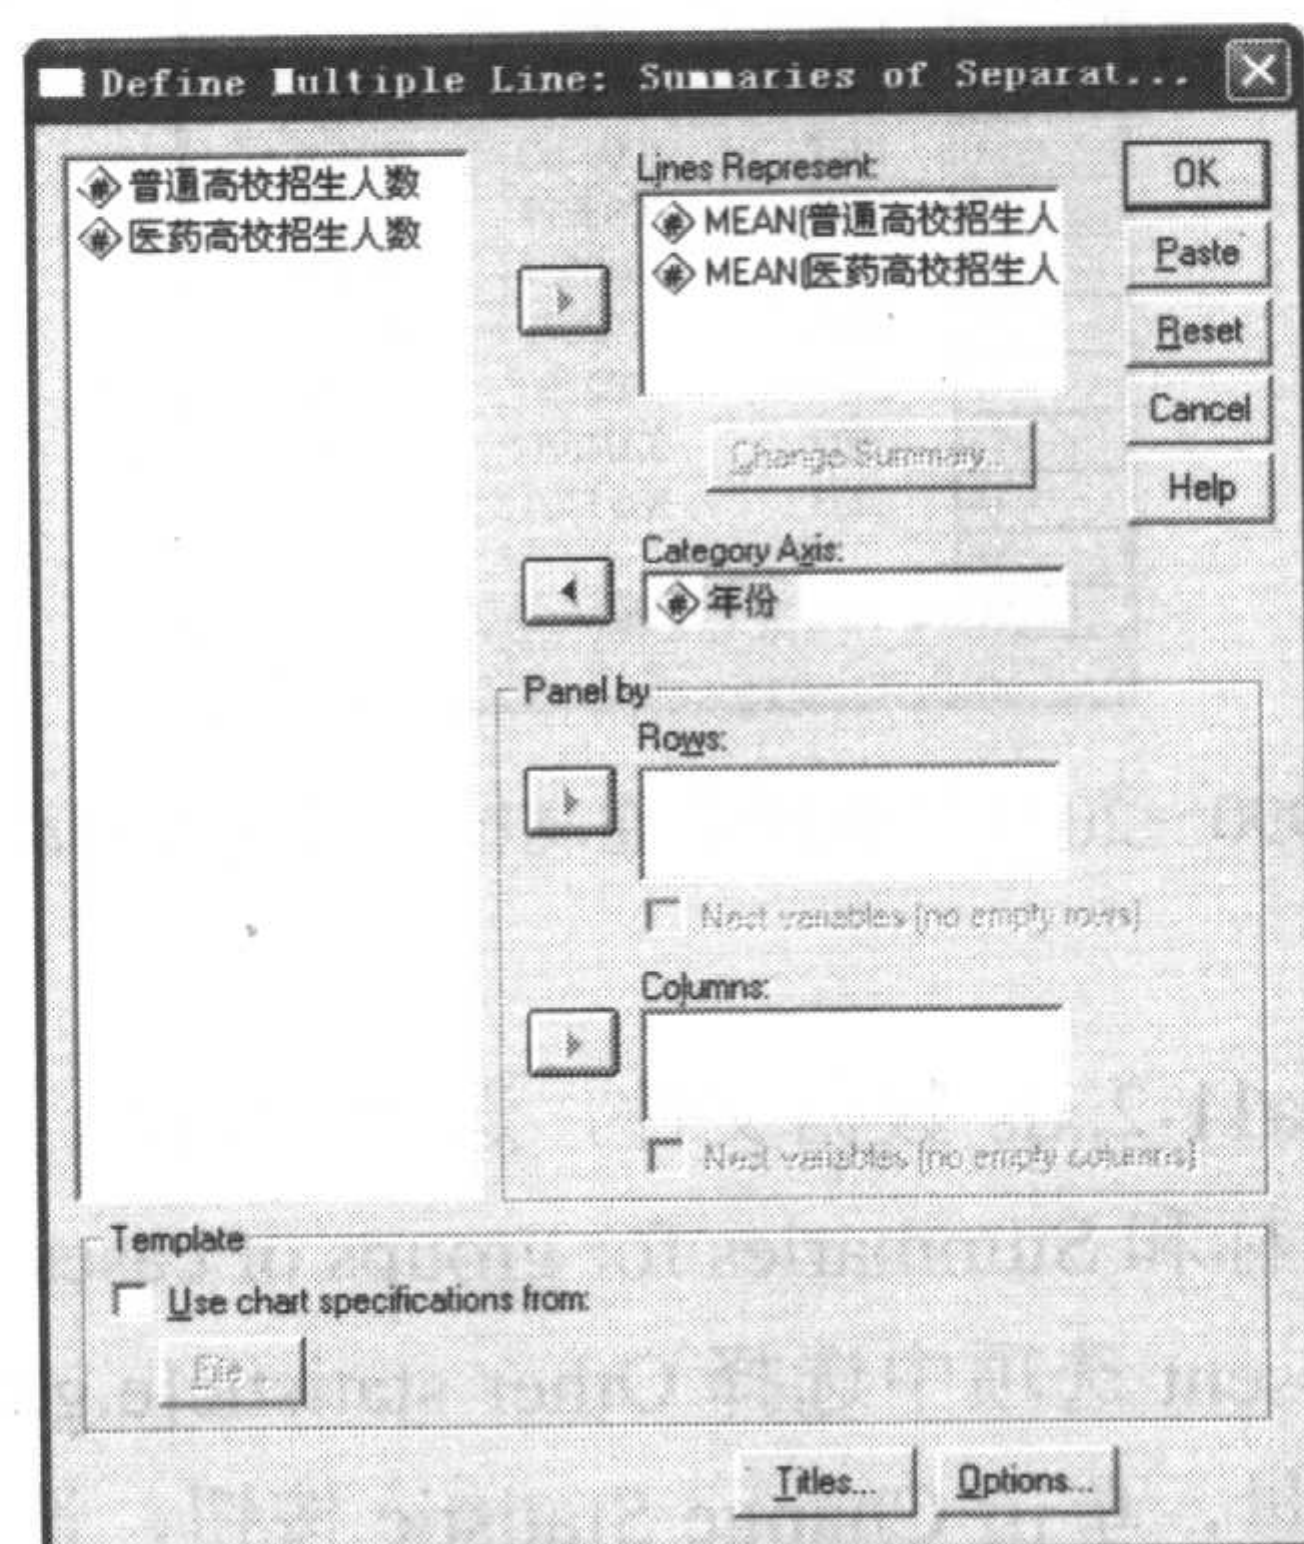 Define Multiple Line: Summaries of Separat...
普通高校招生人数
医药高校招生人数
Lines Represent:
MEAN(普通高校招生人
MEAN(医药高校招生人
Change Summary...
Category Axis:
年份
Panel by
Rows:
Nest variables (no empty rows)
Columns:
Nest variables (no empty columns)
OK
Paste
Reset
Cancel
Help
Template
Use chart specifications from:
File...
Titles...
Options...